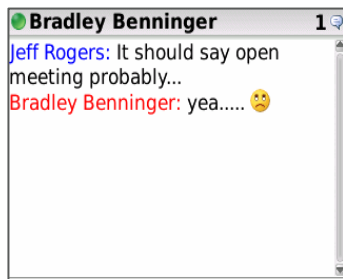 Bradley Benninger 1
Jeff Rogers: It should say open
meeting probably...
Bradley Benninger: yea.....